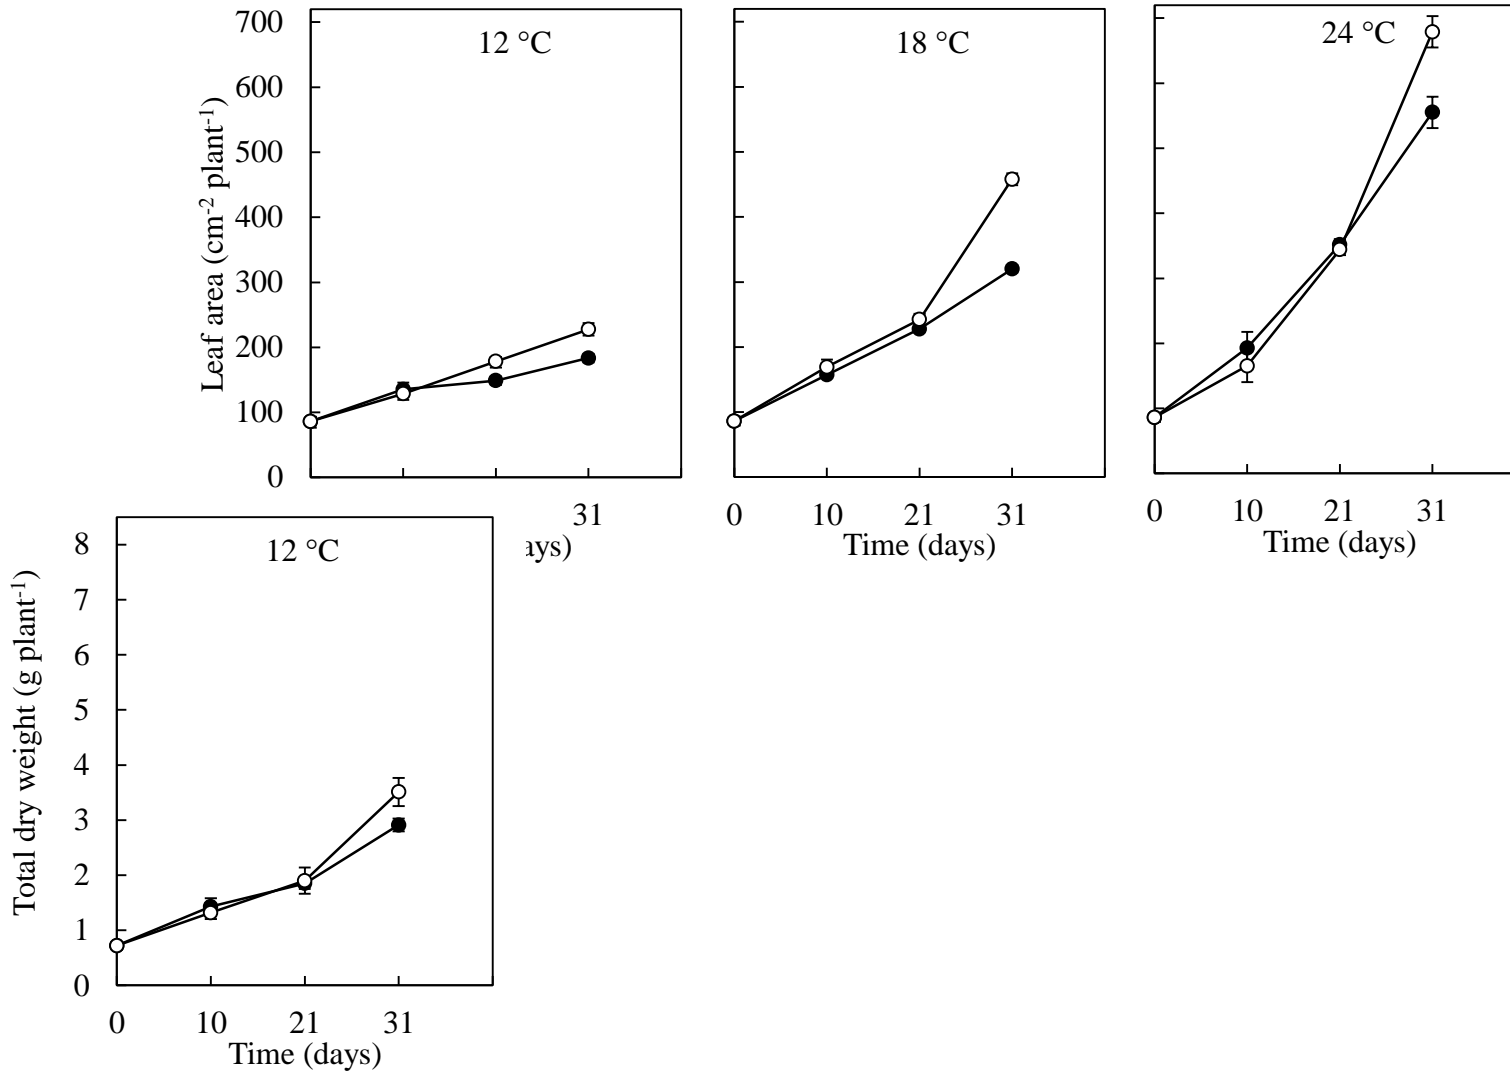 Leaf area (cm⁻² plant⁻¹)
700
600
500
400
300
200
100
0
12 °C
31
ays)
18 °C
0 10 21 31
Time (days)
24 °C
0 10 21 31
Time (days)
Total dry weight (g plant⁻¹)
8
7
6
5
4
3
2
1
0
12 °C
0 10 21 31
Time (days)